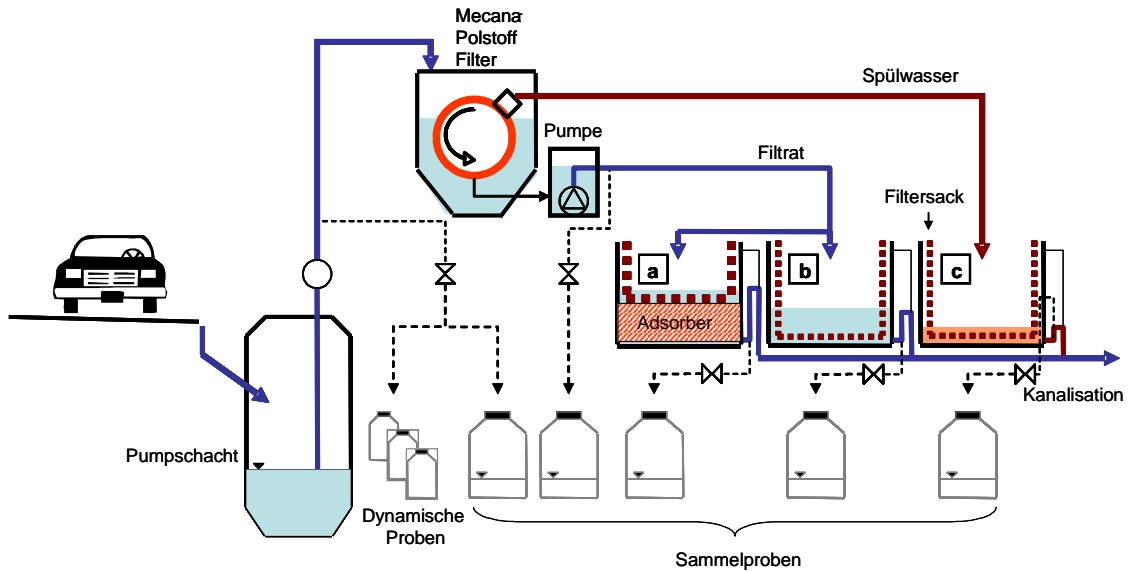 Mecana-
Polstoff
Filter
Spülwasser
Pumpe
Filtrat
Filtersack
a
b
c
Adsorber
Kanalisation
Pumpschacht
Dynamische
Proben
Sammelproben